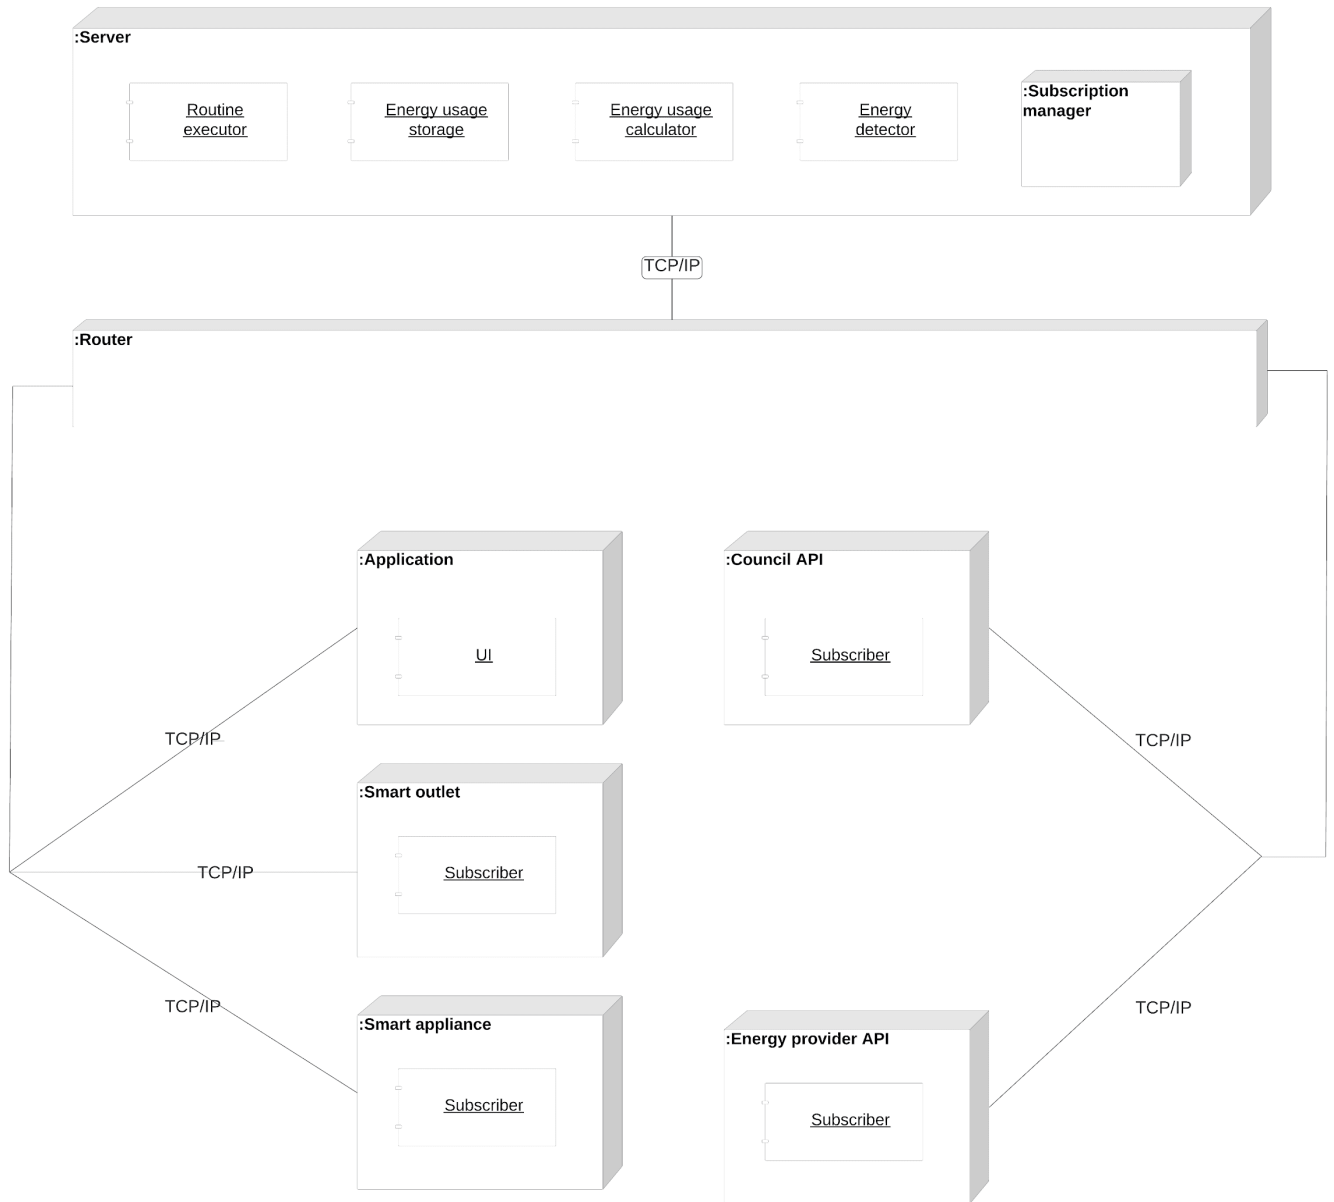 :Server
Routine
executor
Energy usage
storage
Energy usage
calculator
Energy
detector
:Subscription
manager
TCP/IP
:Router
:Application
UI
:Council API
Subscriber
TCP/IP
TCP/IP
:Smart outlet
Subscriber
TCP/IP
TCP/IP
:Smart appliance
Subscriber
:Energy provider API
Subscriber
TCP/IP